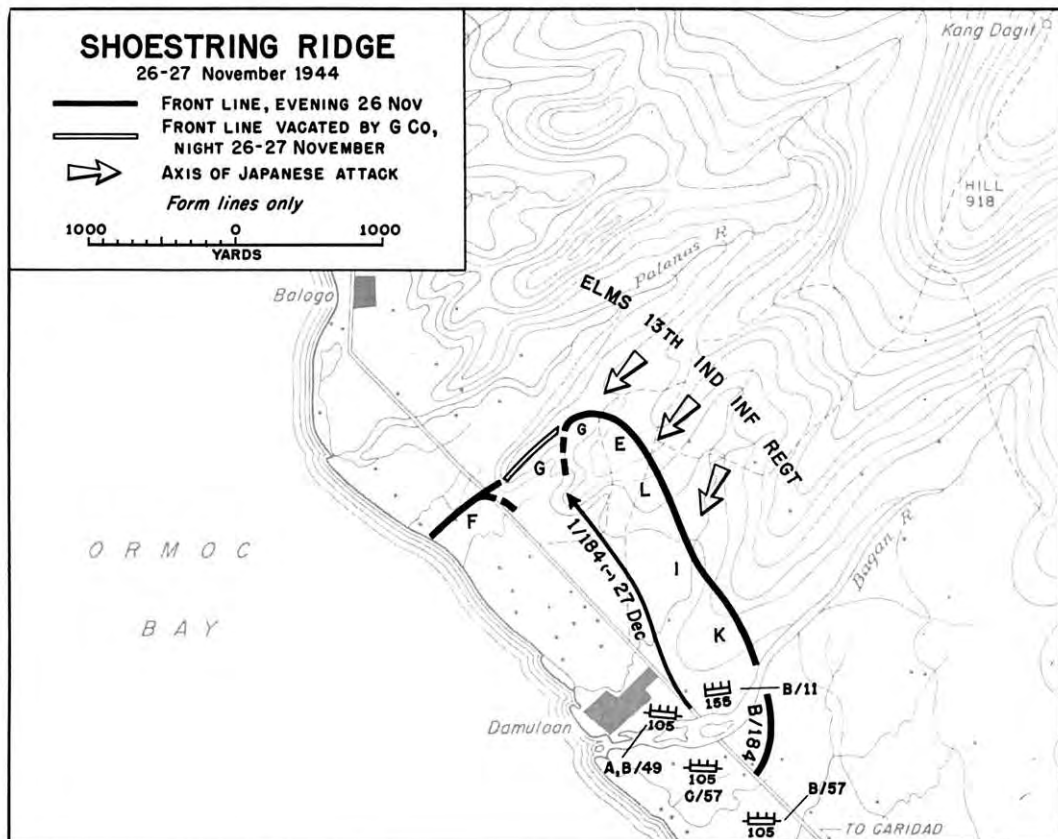 SHOESTRING RIDGE
26-27 November 1944
FRONT LINE, EVENING 26 NOV
FRONT LINE VACATED BY G CO,
NIGHT 26-27 NOVEMBER
AXIS OF JAPANESE ATTACK
Form lines only
1000 0 1000
YARDS
Kang Dagit
HILL
918
Palanas R
Balogo
ELMS 13TH IND INF REGT
G
E
G
L
F
ORMOC
BAY
1/184 (-) 27 Dec
I
Bagan R
K
B/11
155
Damulaan
105
B/184
A,B/49
105
C/57
B/57
105
TO CARIDAD